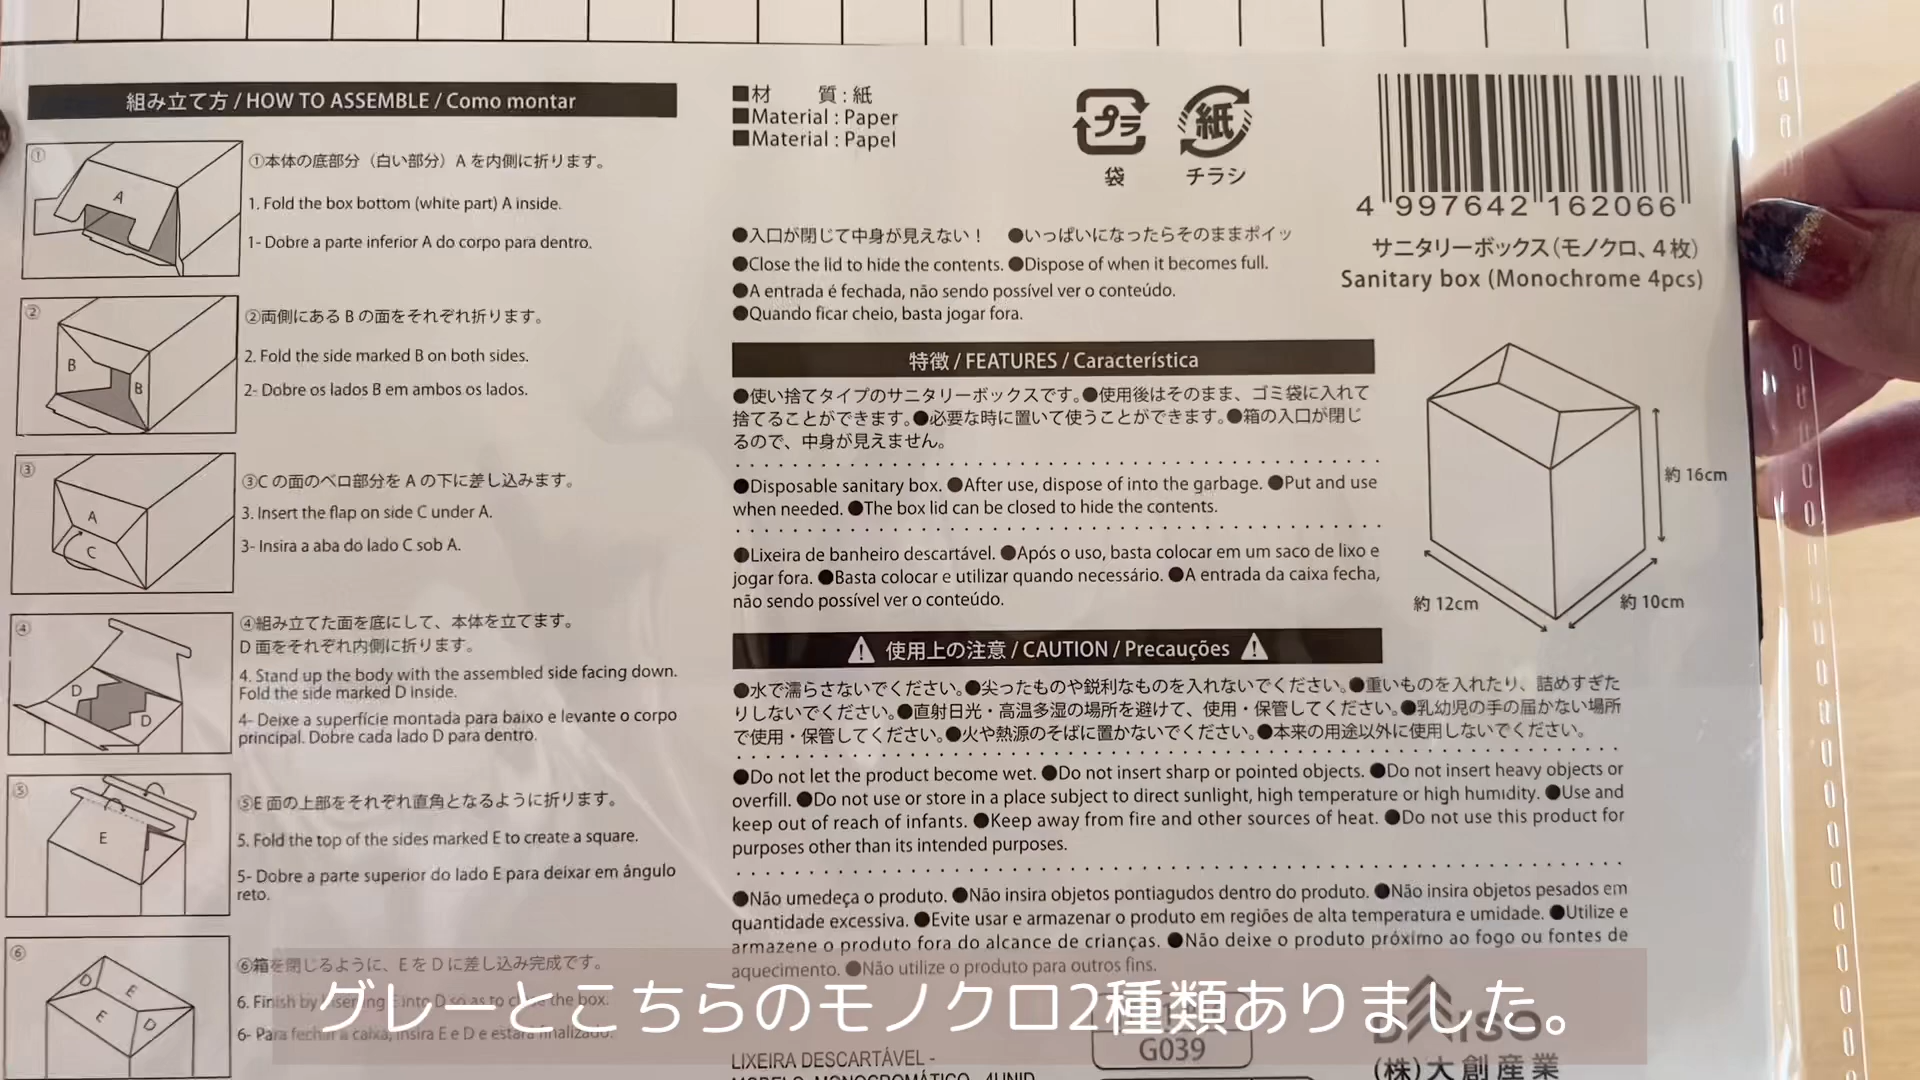 組み立て方 / HOW TO ASSEMBLE / Como montar
①
A
①本体の底部分（白い部分）A を内側に折ります。
1. Fold the box bottom (white part) A inside.
1- Dobre a parte inferior A do corpo para dentro.
②
B
B
②両側にある B の面をそれぞれ折ります。
2. Fold the side marked B on both sides.
2- Dobre os lados B em ambos os lados.
③
A
C
③C の面のベロ部分を A の下に差し込みます。
3. Insert the flap on side C under A.
3- Insira a aba do lado C sob A.
④
D
D
④組み立てた面を底にして、本体を立てます。
D 面をそれぞれ内側に折ります。
4. Stand up the body with the assembled side facing down.
Fold the side marked D inside.
4- Deixe a superfície montada para baixo e levante o corpo
principal. Dobre cada lado D para dentro.
⑤
E
⑤E 面の上部をそれぞれ直角となるように折ります。
5. Fold the top of the sides marked E to create a square.
5- Dobre a parte superior do lado E para deixar em ângulo
reto.
⑥
D
E
E
D
⑥箱を閉じるように、E を D に差し込み完成です。
6. Finish by inserting E into D so as to close the box.
6- Para fechar a caixa, insira E e D e estará finalizado.
■材　　質 : 紙
■Material : Paper
■Material : Papel
プラ
袋
紙
チラシ
●入口が閉じて中身が見えない！ ●いっぱいになったらそのままポイッ
●Close the lid to hide the contents. ●Dispose of when it becomes full.
●A entrada é fechada, não sendo possível ver o conteúdo.
●Quando ficar cheio, basta jogar fora.
特徴 / FEATURES / Característica
●使い捨てタイプのサニタリーボックスです。●使用後はそのまま、ゴミ袋に入れて
捨てることができます。●必要な時に置いて使うことができます。●箱の入口が閉じ
るので、中身が見えません。
●Disposable sanitary box. ●After use, dispose of into the garbage. ●Put and use
when needed. ●The box lid can be closed to hide the contents.
●Lixeira de banheiro descartável. ●Após o uso, basta colocar em um saco de lixo e
jogar fora. ●Basta colocar e utilizar quando necessário. ●A entrada da caixa fecha,
não sendo possível ver o conteúdo.
使用上の注意 / CAUTION / Precauções
●水で濡らさないでください。●尖ったものや鋭利なものを入れないでください。●重いものを入れたり、詰めすぎた
りしないでください。●直射日光・高温多湿の場所を避けて、使用・保管してください。●乳幼児の手の届かない場所
で使用・保管してください。●火や熱源のそばに置かないでください。●本来の用途以外に使用しないでください。
●Do not let the product become wet. ●Do not insert sharp or pointed objects. ●Do not insert heavy objects or
overfill. ●Do not use or store in a place subject to direct sunlight, high temperature or high humidity. ●Use and
keep out of reach of infants. ●Keep away from fire and other sources of heat. ●Do not use this product for
purposes other than its intended purposes.
●Não umedeça o produto. ●Não insira objetos pontiagudos dentro do produto. ●Não insira objetos pesados em
quantidade excessiva. ●Evite usar e armazenar o produto em regiões de alta temperatura e umidade. ●Utilize e
armazene o produto fora do alcance de crianças. ●Não deixe o produto próximo ao fogo ou fontes de
aquecimento. ●Não utilize o produto para outros fins.
4 997642 162066
サニタリーボックス（モノクロ、4 枚）
Sanitary box (Monochrome 4pcs)
約 16cm
約 12cm
約 10cm
グレーとこちらのモノクロ2種類ありました。
LIXEIRA DESCARTÁVEL -
MODELO MONOCROMÁTICO 4UNID
G039
DAISO
(株)大創産業